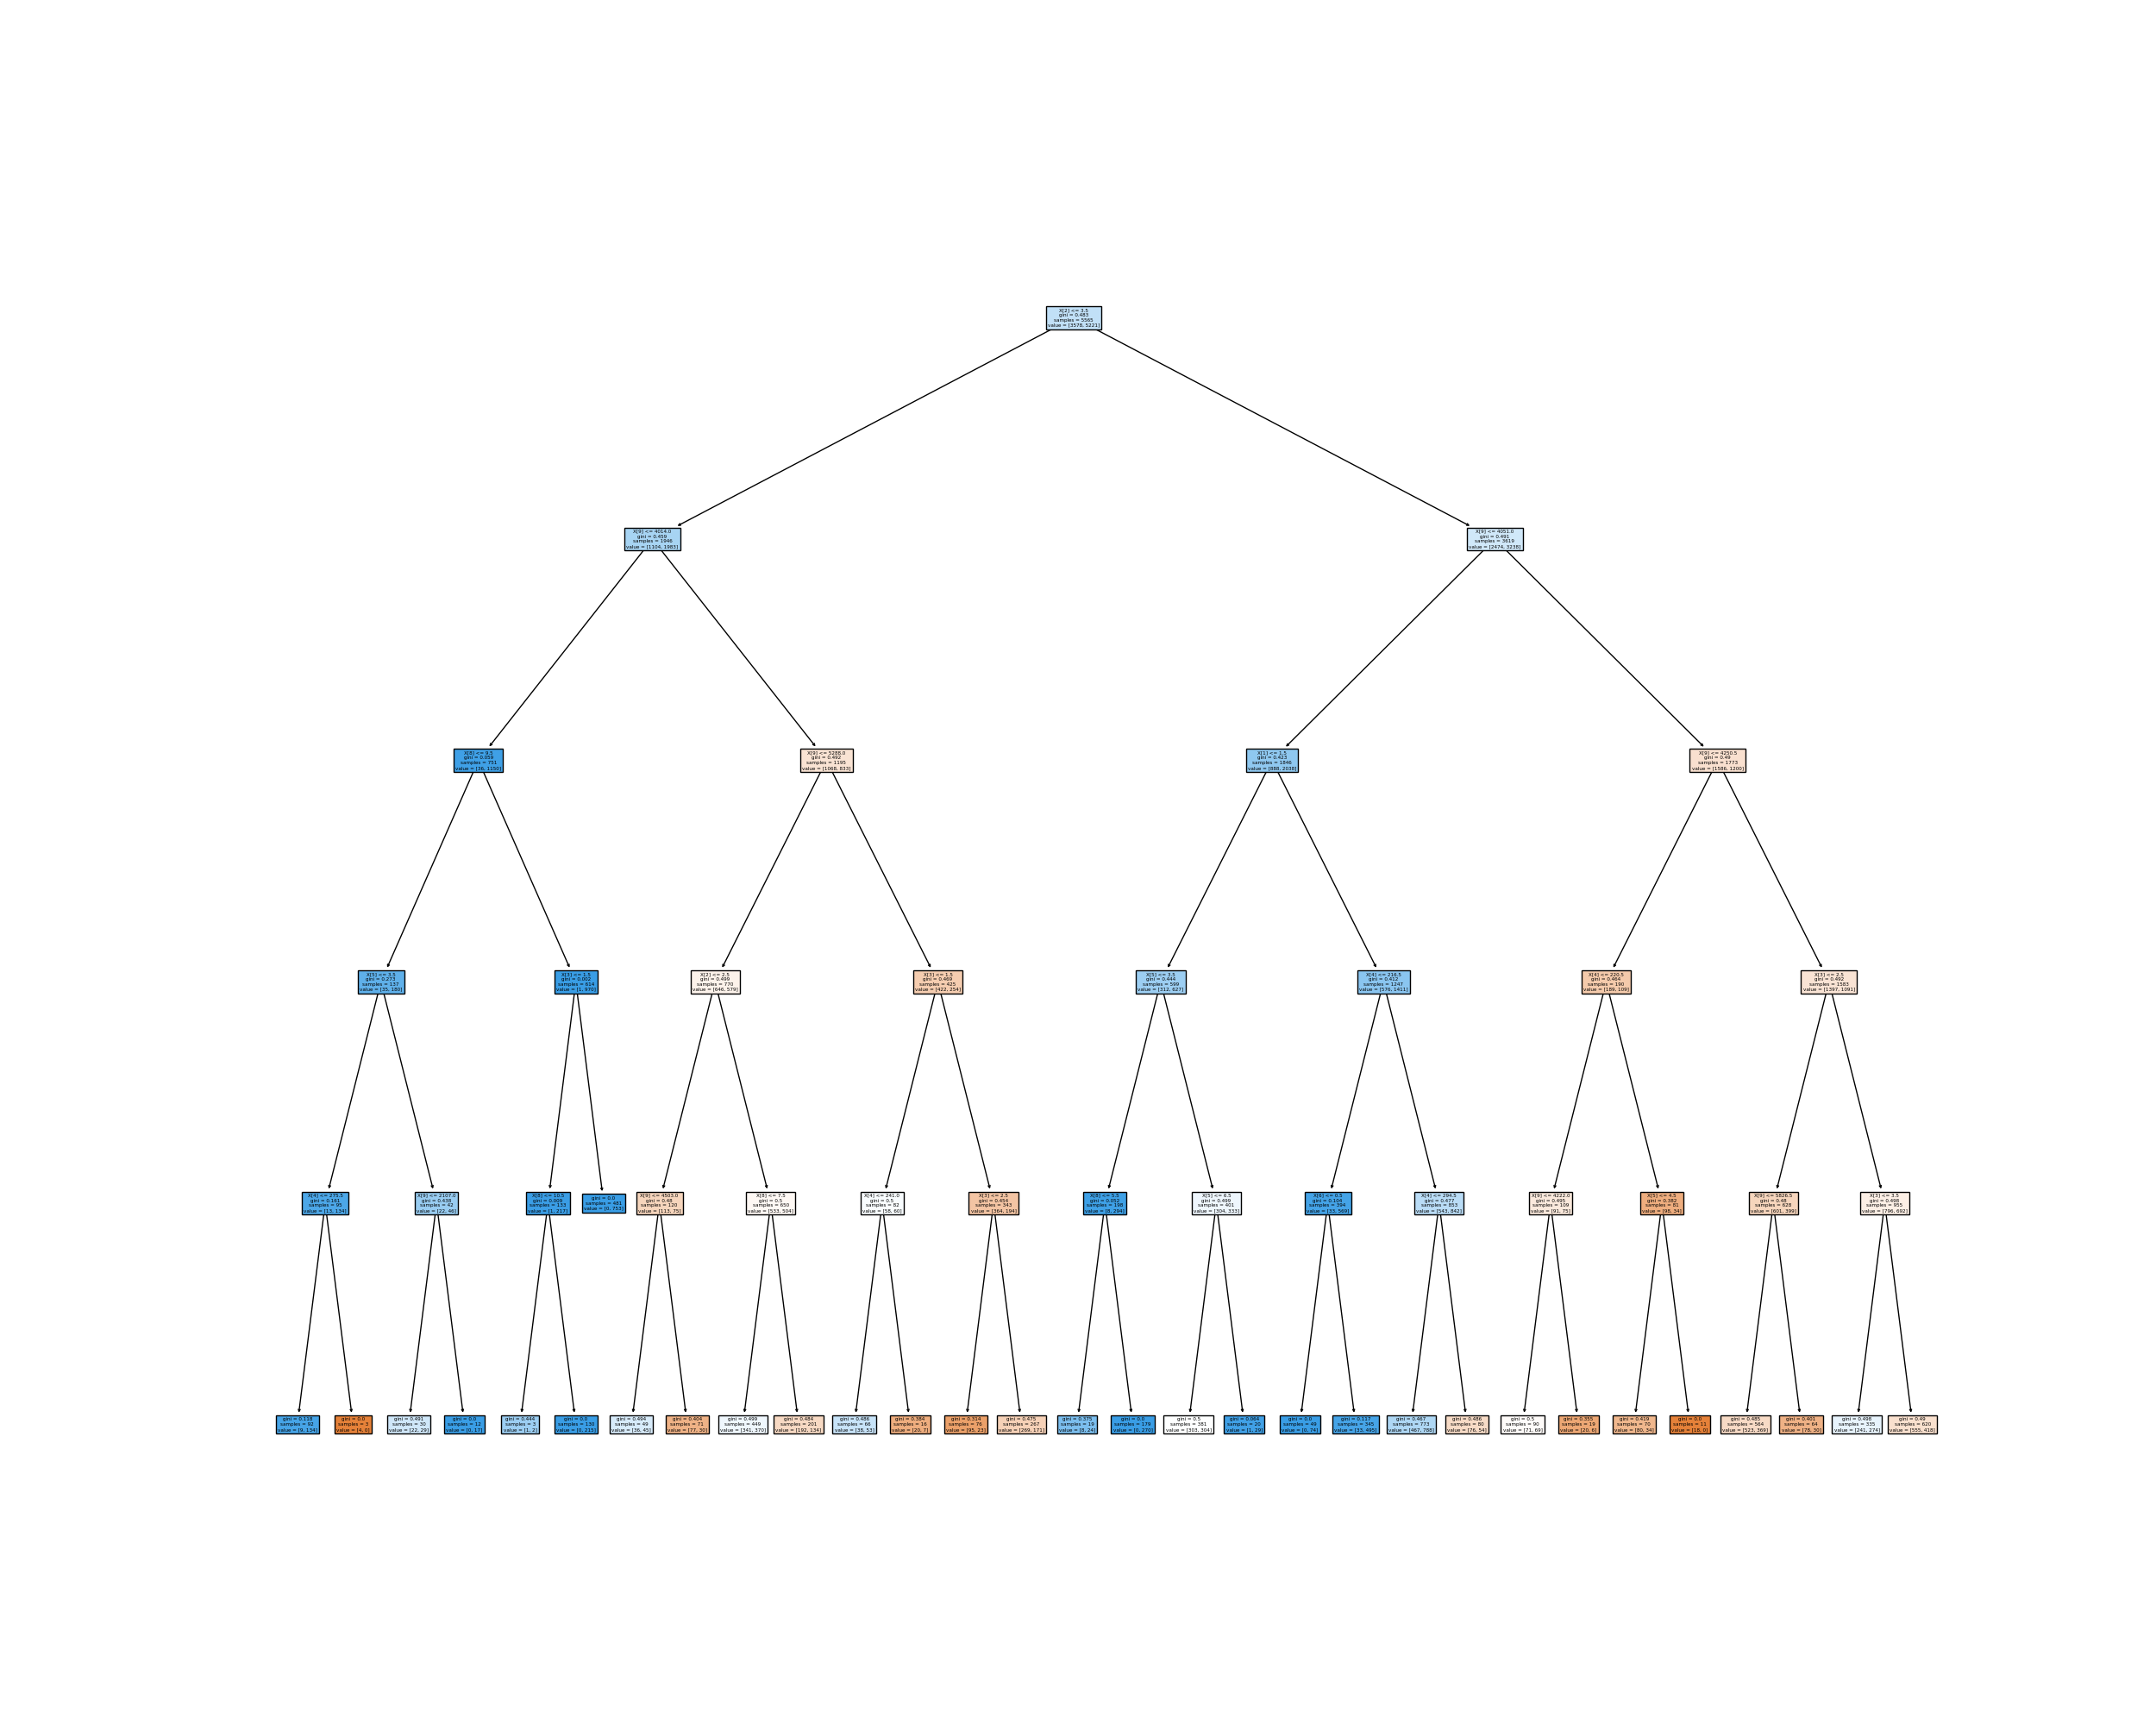 X[2] <= 3.5
gini = 0.483
samples = 5565
value = [3578, 5221]
X[9] <= 4014.0
gini = 0.459
samples = 1946
value = [1104, 1983]
X[9] <= 4051.0
gini = 0.491
samples = 3619
value = [2474, 3238]
X[8] <= 9.5
gini = 0.059
samples = 751
value = [36, 1150]
X[9] <= 5288.0
gini = 0.492
samples = 1195
value = [1068, 833]
X[1] <= 1.5
gini = 0.423
samples = 1846
value = [888, 2038]
X[9] <= 4250.5
gini = 0.49
samples = 1773
value = [1586, 1200]
X[5] <= 3.5
gini = 0.273
samples = 137
value = [35, 180]
X[3] <= 1.5
gini = 0.002
samples = 614
value = [1, 970]
X[2] <= 2.5
gini = 0.499
samples = 770
value = [646, 579]
X[3] <= 1.5
gini = 0.469
samples = 425
value = [422, 254]
X[5] <= 3.5
gini = 0.444
samples = 599
value = [312, 627]
X[4] <= 216.5
gini = 0.412
samples = 1247
value = [576, 1411]
X[4] <= 220.5
gini = 0.464
samples = 190
value = [189, 109]
X[3] <= 2.5
gini = 0.492
samples = 1583
value = [1397, 1091]
X[4] <= 275.5
gini = 0.161
samples = 95
value = [13, 134]
X[9] <= 2107.0
gini = 0.438
samples = 42
value = [22, 46]
X[8] <= 10.5
gini = 0.009
samples = 133
value = [1, 217]
gini = 0.0
samples = 481
value = [0, 753]
X[9] <= 4503.0
gini = 0.48
samples = 120
value = [113, 75]
X[8] <= 7.5
gini = 0.5
samples = 650
value = [533, 504]
X[4] <= 241.0
gini = 0.5
samples = 82
value = [58, 60]
X[3] <= 2.5
gini = 0.454
samples = 343
value = [364, 194]
X[8] <= 5.5
gini = 0.052
samples = 198
value = [8, 294]
X[5] <= 6.5
gini = 0.499
samples = 401
value = [304, 333]
X[6] <= 0.5
gini = 0.104
samples = 394
value = [33, 569]
X[4] <= 294.5
gini = 0.477
samples = 853
value = [543, 842]
X[9] <= 4222.0
gini = 0.495
samples = 109
value = [91, 75]
X[5] <= 4.5
gini = 0.382
samples = 81
value = [98, 34]
X[9] <= 5826.5
gini = 0.48
samples = 628
value = [601, 399]
X[3] <= 3.5
gini = 0.498
samples = 955
value = [796, 692]
gini = 0.118
samples = 92
value = [9, 134]
gini = 0.0
samples = 3
value = [4, 0]
gini = 0.491
samples = 30
value = [22, 29]
gini = 0.0
samples = 12
value = [0, 17]
gini = 0.444
samples = 3
value = [1, 2]
gini = 0.0
samples = 130
value = [0, 215]
gini = 0.494
samples = 49
value = [36, 45]
gini = 0.404
samples = 71
value = [77, 30]
gini = 0.499
samples = 449
value = [341, 370]
gini = 0.484
samples = 201
value = [192, 134]
gini = 0.486
samples = 66
value = [38, 53]
gini = 0.384
samples = 16
value = [20, 7]
gini = 0.314
samples = 76
value = [95, 23]
gini = 0.475
samples = 267
value = [269, 171]
gini = 0.375
samples = 19
value = [8, 24]
gini = 0.0
samples = 179
value = [0, 270]
gini = 0.5
samples = 381
value = [303, 304]
gini = 0.064
samples = 20
value = [1, 29]
gini = 0.0
samples = 49
value = [0, 74]
gini = 0.117
samples = 345
value = [33, 495]
gini = 0.467
samples = 773
value = [467, 788]
gini = 0.486
samples = 80
value = [76, 54]
gini = 0.5
samples = 90
value = [71, 69]
gini = 0.355
samples = 19
value = [20, 6]
gini = 0.419
samples = 70
value = [80, 34]
gini = 0.0
samples = 11
value = [18, 0]
gini = 0.485
samples = 564
value = [523, 369]
gini = 0.401
samples = 64
value = [78, 30]
gini = 0.498
samples = 335
value = [241, 274]
gini = 0.49
samples = 620
value = [555, 418]